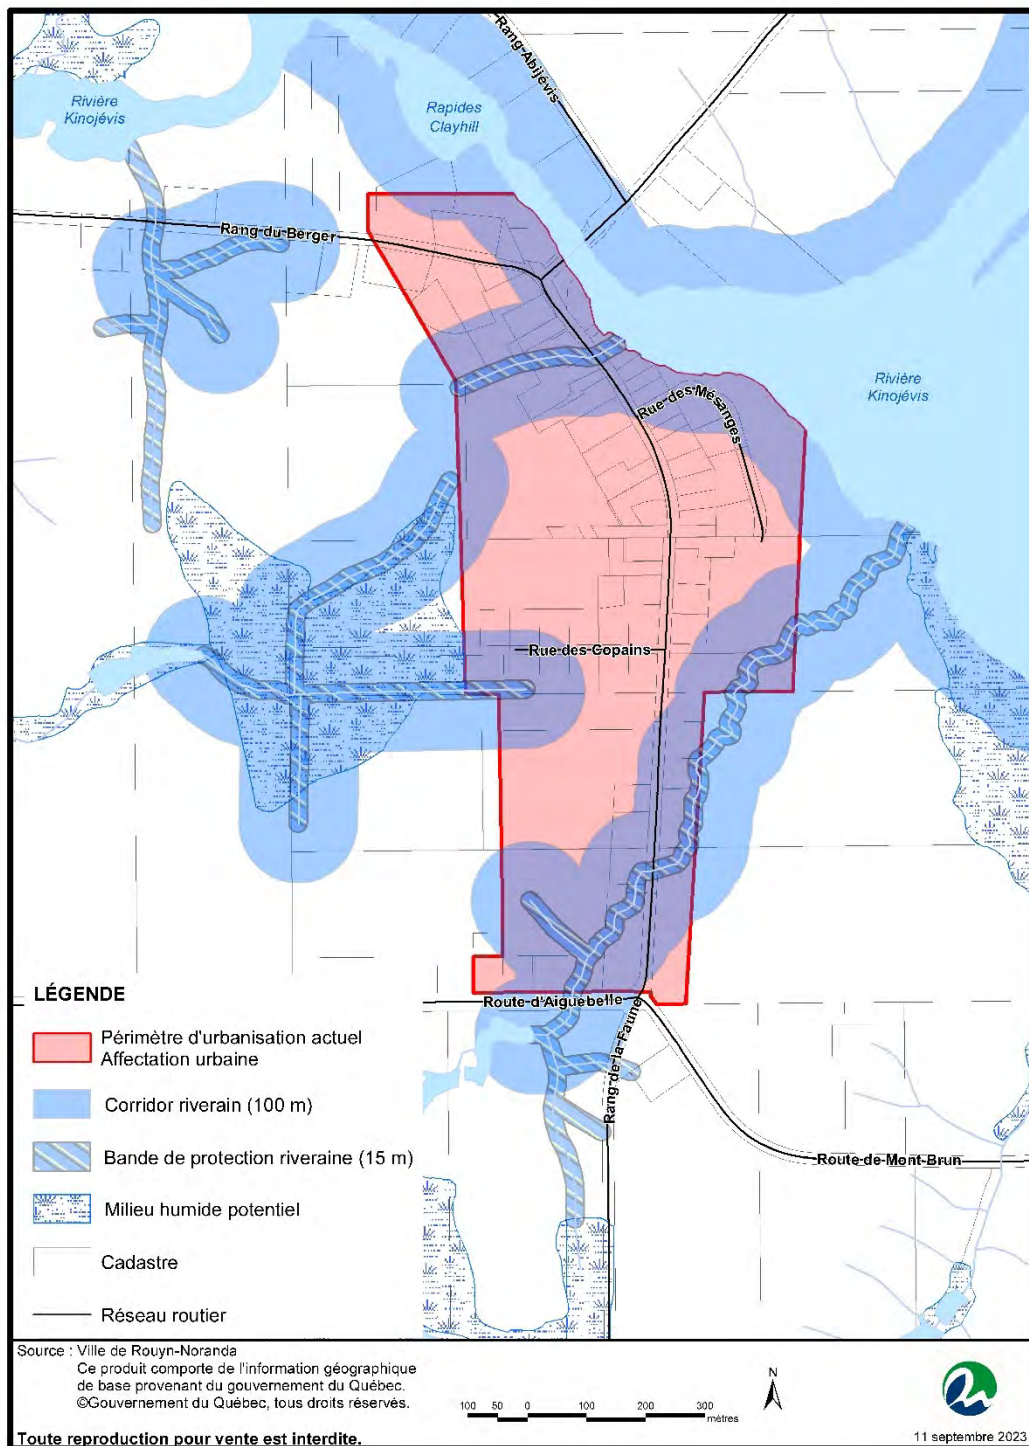 Rang-Abijévis
Rivière
Kinojévis
Rapides
Clayhill
Rang du Berger
Rivière
Kinojévis
Rue des Mésanges
Rue des Copains
LÉGENDE
Route d'Aiguebelle
Rang-de-la-Faune
Périmètre d'urbanisation actuel
Affectation urbaine
Corridor riverain (100 m)
Bande de protection riveraine (15 m)
Route-de-Mont-Brun
Milieu humide potentiel
Cadastre
Réseau routier
Source : Ville de Rouyn-Noranda
Ce produit comporte de l'information géographique
de base provenant du gouvernement du Québec.
©Gouvernement du Québec, tous droits réservés.
N
100 50 0 100 200 300
mètres
Toute reproduction pour vente est interdite.
11 septembre 2023